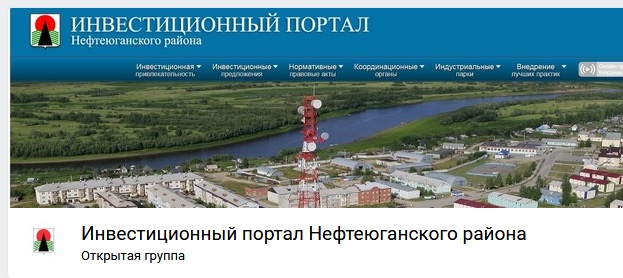 ИНВЕСТИЦИОННЫЙ ПОРТАЛ
Нефтеюганского района
Инвестиционная привлекательность
Инвестиционные предложения
Нормативные правовые акты
Координационные органы
Индустриальные парки
Внедрение лучших практик
Инвестиционный портал Нефтеюганского района
Открытая группа